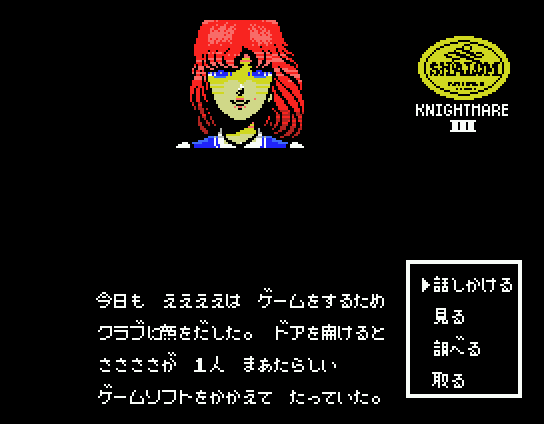 SHALOM
KNIGHTMARE
III
今日も ええええは ゲームをするため
クラブに顔をだした。 ドアを開けると
ささささが 1人 まあたらしい
ゲームソフトをかかえて たっていた。
▶話しかける
見る
調べる
取る